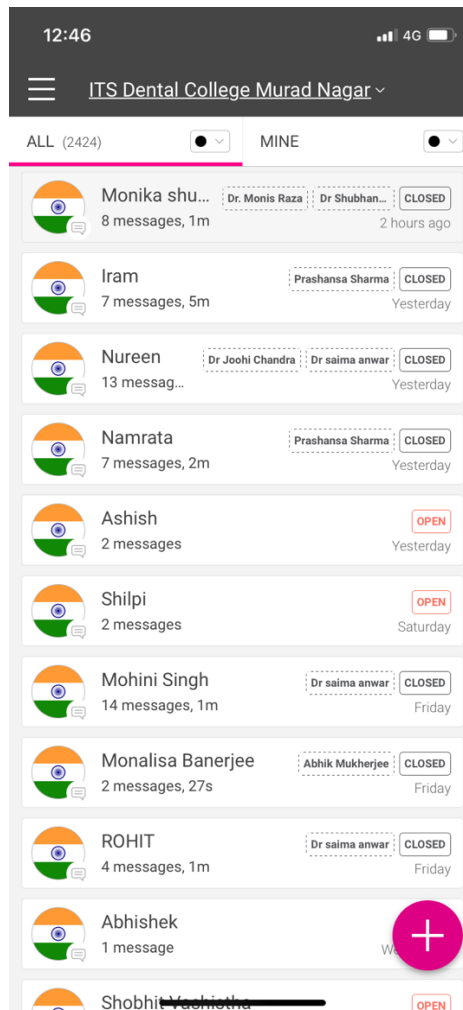 12:46 4G
ITS Dental College Murad Nagar
ALL (2424) MINE
Monika shu... Dr. Monis Raza Dr Shubhan... CLOSED
8 messages, 1m 2 hours ago
Iram Prashansa Sharma CLOSED
7 messages, 5m Yesterday
Nureen Dr Joohi Chandra Dr saima anwar CLOSED
13 messag... Yesterday
Namrata Prashansa Sharma CLOSED
7 messages, 2m Yesterday
Ashish OPEN
2 messages Yesterday
Shilpi OPEN
2 messages Saturday
Mohini Singh Dr saima anwar CLOSED
14 messages, 1m Friday
Monalisa Banerjee Abhik Mukherjee CLOSED
2 messages, 27s Friday
ROHIT Dr saima anwar CLOSED
4 messages, 1m Friday
Abhishek
1 message
Shobhit Vashistha OPEN